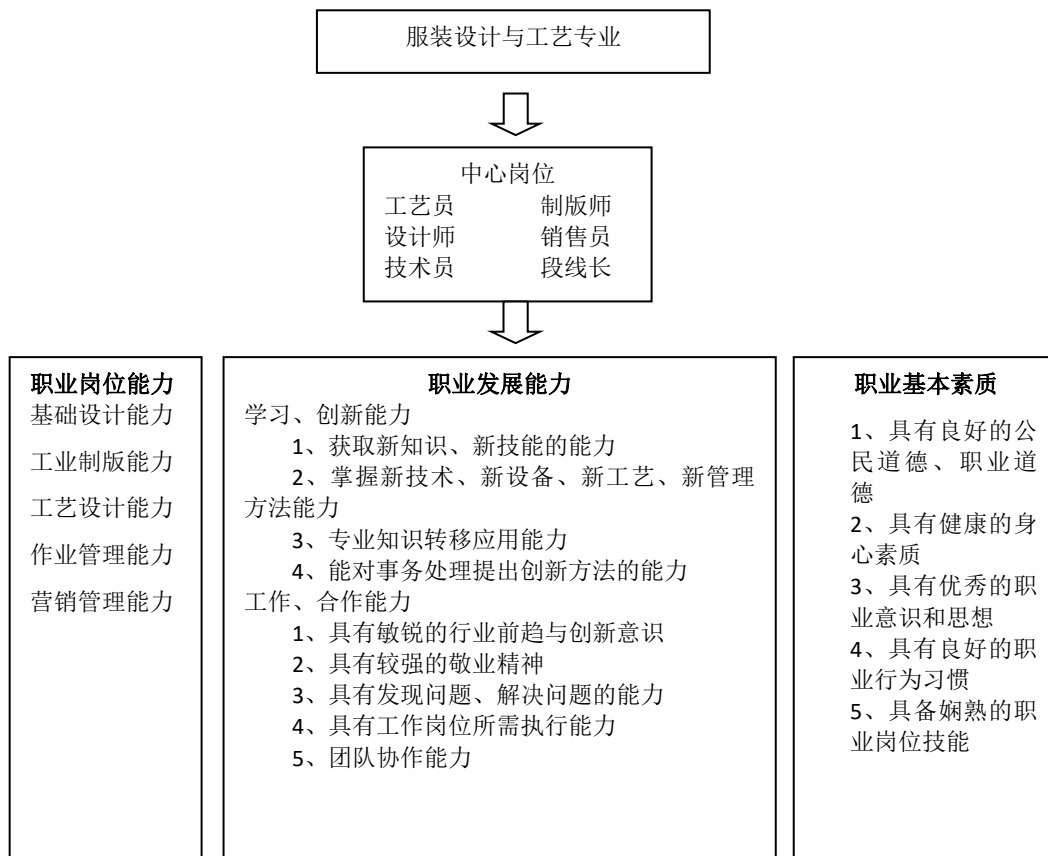 服装设计与工艺专业
中心岗位
工艺员 制版师
设计师 销售员
技术员 段线长
职业岗位能力
基础设计能力
工业制版能力
工艺设计能力
作业管理能力
营销管理能力
职业发展能力
学习、创新能力
1、获取新知识、新技能的能力
2、掌握新技术、新设备、新工艺、新管理
方法能力
3、专业知识转移应用能力
4、能对事务处理提出创新方法的能力
工作、合作能力
1、具有敏锐的行业前趋与创新意识
2、具有较强的敬业精神
3、具有发现问题、解决问题的能力
4、具有工作岗位所需执行能力
5、团队协作能力
职业基本素质
1、具有良好的公
民道德、职业道
德
2、具有健康的身
心素质
3、具有优秀的职
业意识和思想
4、具有良好的职
业行为习惯
5、具备娴熟的职
业岗位技能